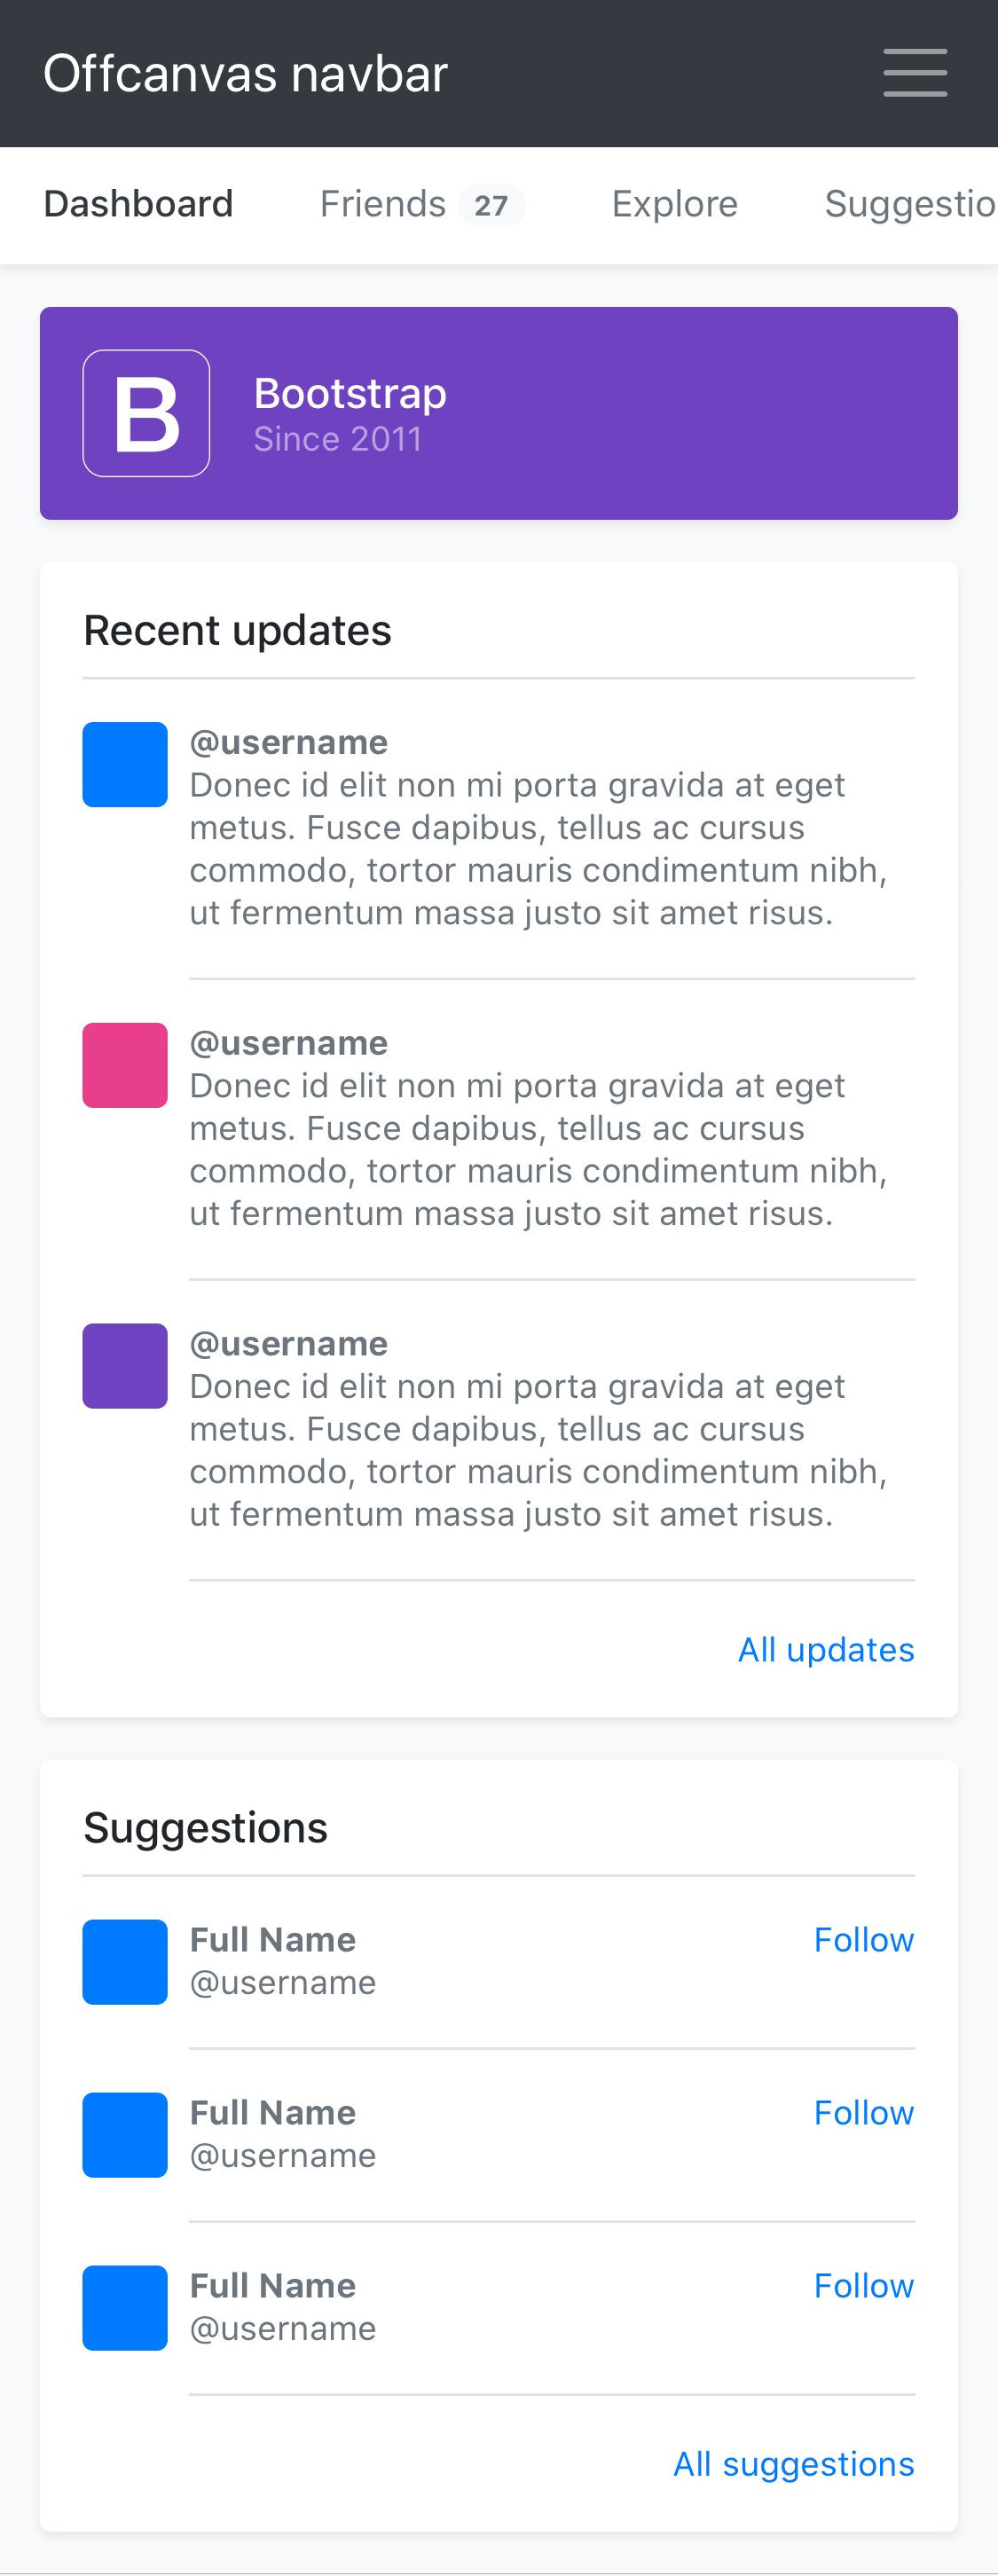 Offcanvas navbar
Dashboard Friends 27 Explore Suggestio
B
Bootstrap
Since 2011
Recent updates
@username
Donec id elit non mi porta gravida at eget
metus. Fusce dapibus, tellus ac cursus
commodo, tortor mauris condimentum nibh,
ut fermentum massa justo sit amet risus.
@username
Donec id elit non mi porta gravida at eget
metus. Fusce dapibus, tellus ac cursus
commodo, tortor mauris condimentum nibh,
ut fermentum massa justo sit amet risus.
@username
Donec id elit non mi porta gravida at eget
metus. Fusce dapibus, tellus ac cursus
commodo, tortor mauris condimentum nibh,
ut fermentum massa justo sit amet risus.
All updates
Suggestions
Full Name Follow
@username
Full Name Follow
@username
Full Name Follow
@username
All suggestions